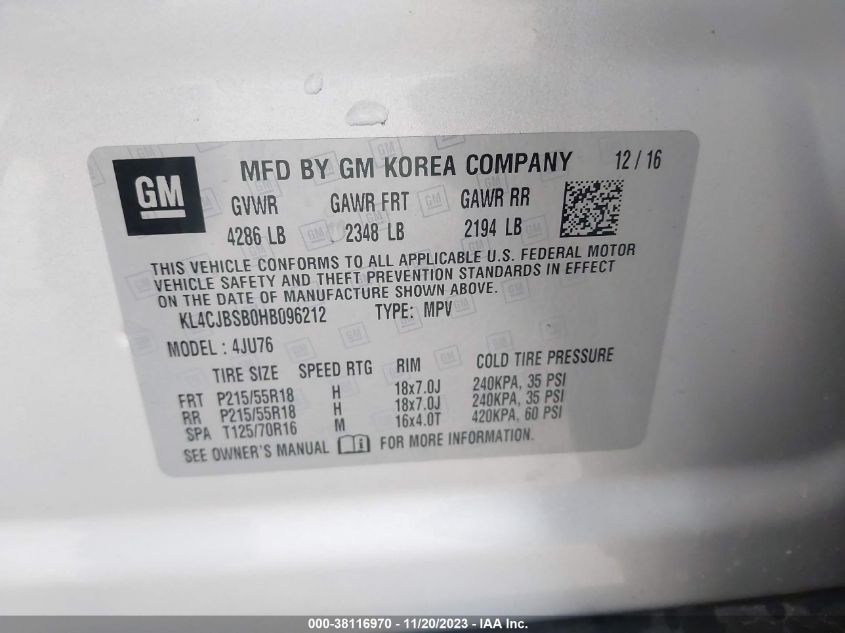 GM
MFD BY GM KOREA COMPANY 12 / 16
GVWR GAWR FRT GAWR RR
4286 LB 2348 LB 2194 LB
THIS VEHICLE CONFORMS TO ALL APPLICABLE U.S. FEDERAL MOTOR
VEHICLE SAFETY AND THEFT PREVENTION STANDARDS IN EFFECT
ON THE DATE OF MANUFACTURE SHOWN ABOVE.
KL4CJBSB0HB096212 TYPE: MPV
MODEL : 4JU76
TIRE SIZE SPEED RTG RIM COLD TIRE PRESSURE
FRT P215/55R18 H 18x7.0J 240KPA, 35 PSI
RR P215/55R18 H 18x7.0J 240KPA, 35 PSI
SPA T125/70R16 M 16x4.0T 420KPA, 60 PSI
SEE OWNER'S MANUAL FOR MORE INFORMATION.
000-38116970 - 11/20/2023 - IAA Inc.